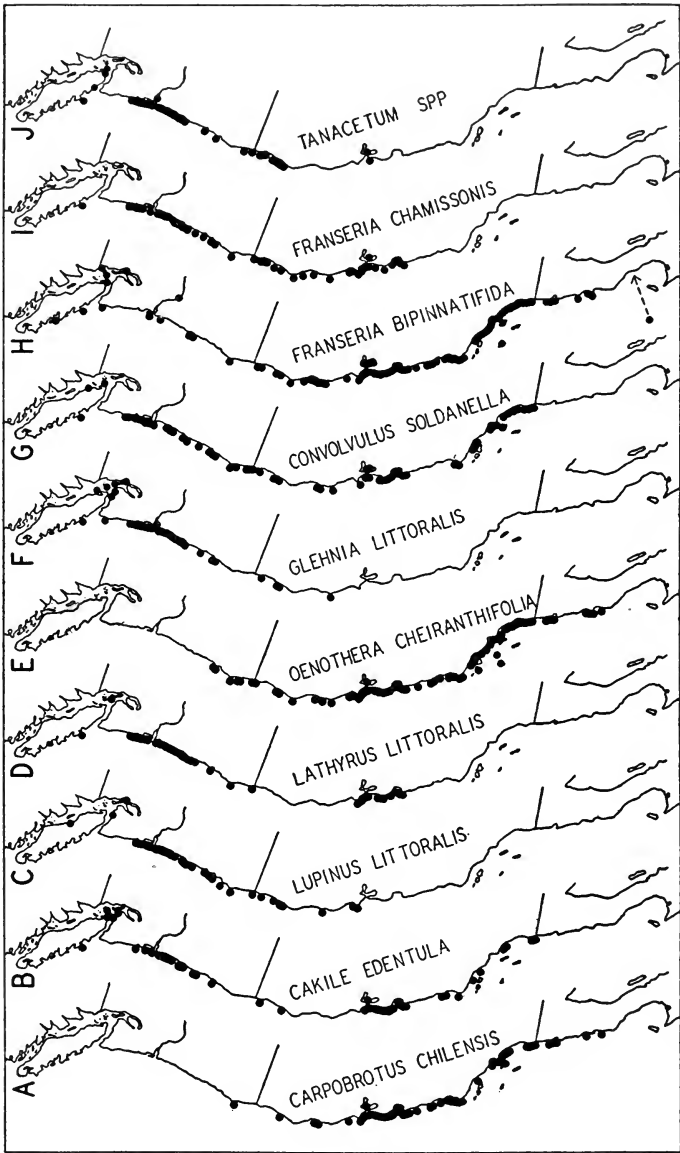 A
CARPOBROTUS CHILENSIS
B
CAKILE EDENTULA
C
LUPINUS LITTORALIS
D
LATHYRUS LITTORALIS
E
OENOTHERA CHEIRANTHIFOLIA
F
GLEHNIA LITTORALIS
G
CONVOLVULUS SOLDANELLA
H
FRANSERIA BIPINNATIFIDA
I
FRANSERIA CHAMISSONIS
J
TANACETUM SPP